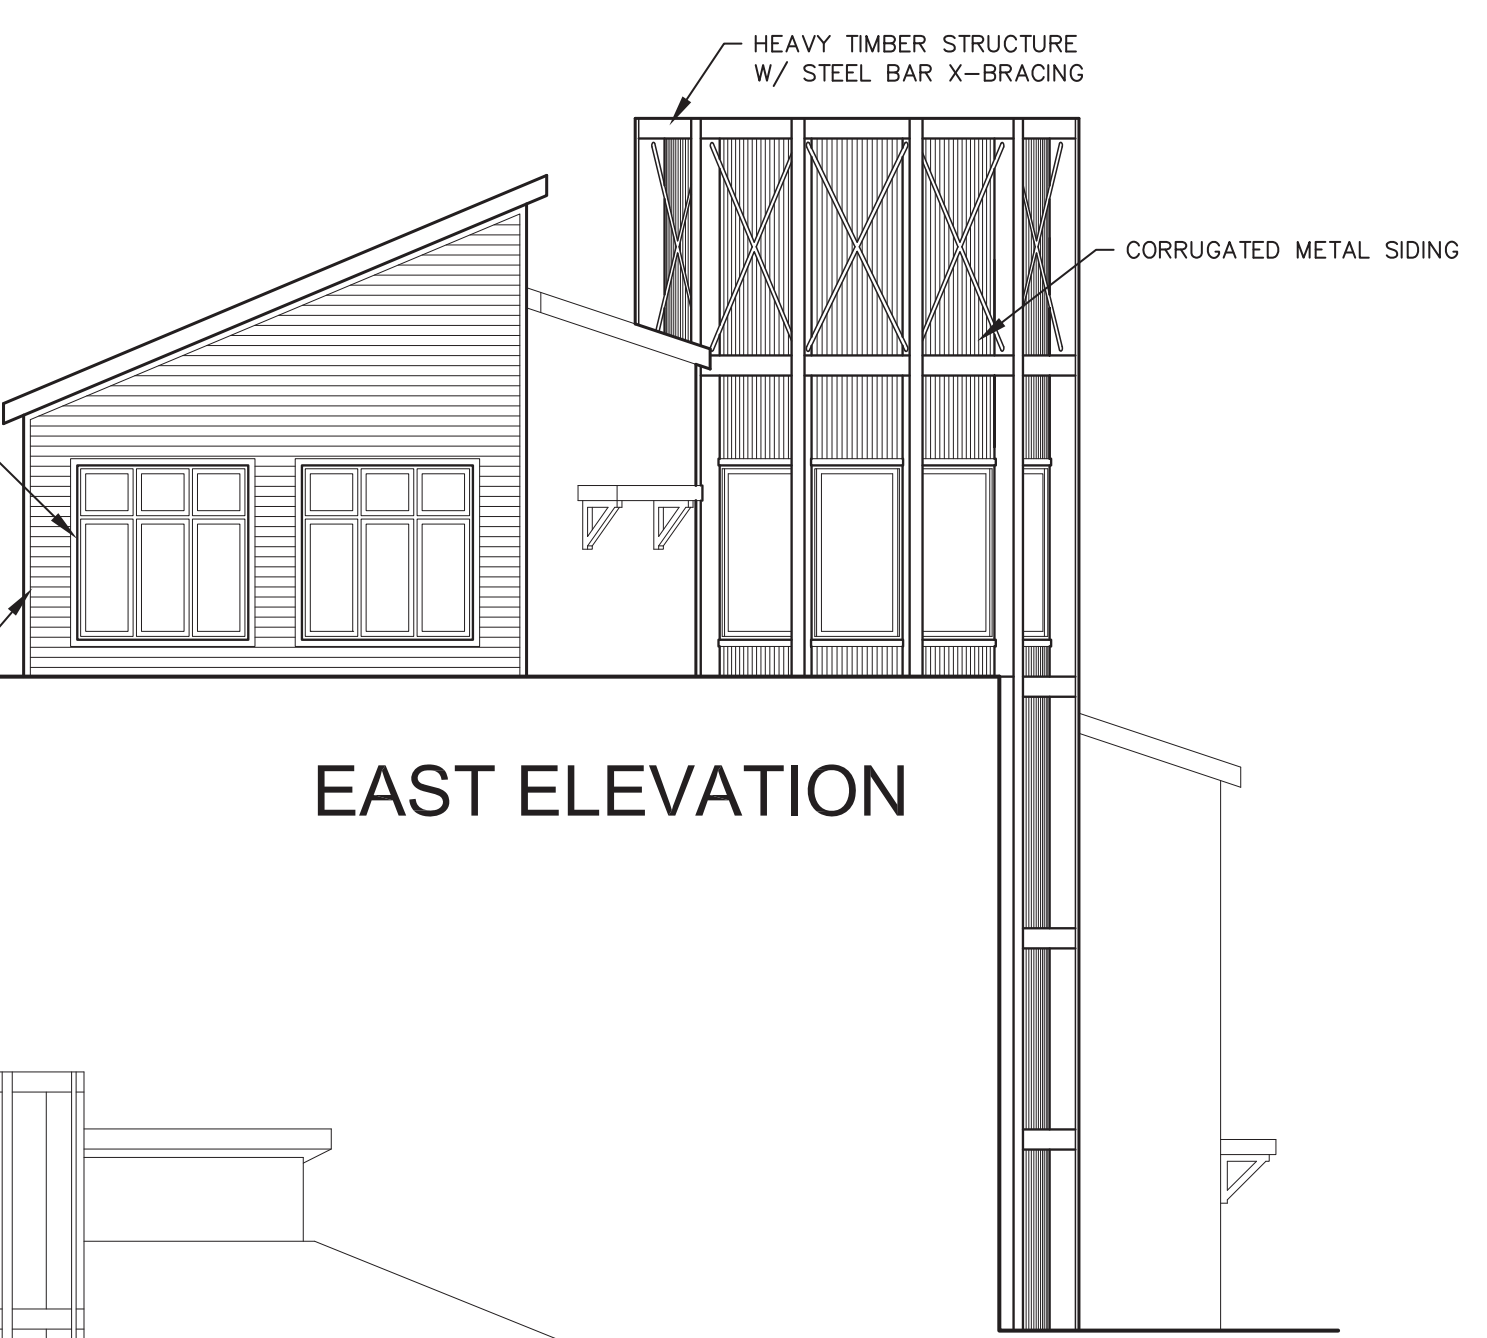 HEAVY TIMBER STRUCTURE
W/ STEEL BAR X-BRACING
CORRUGATED METAL SIDING
EAST ELEVATION